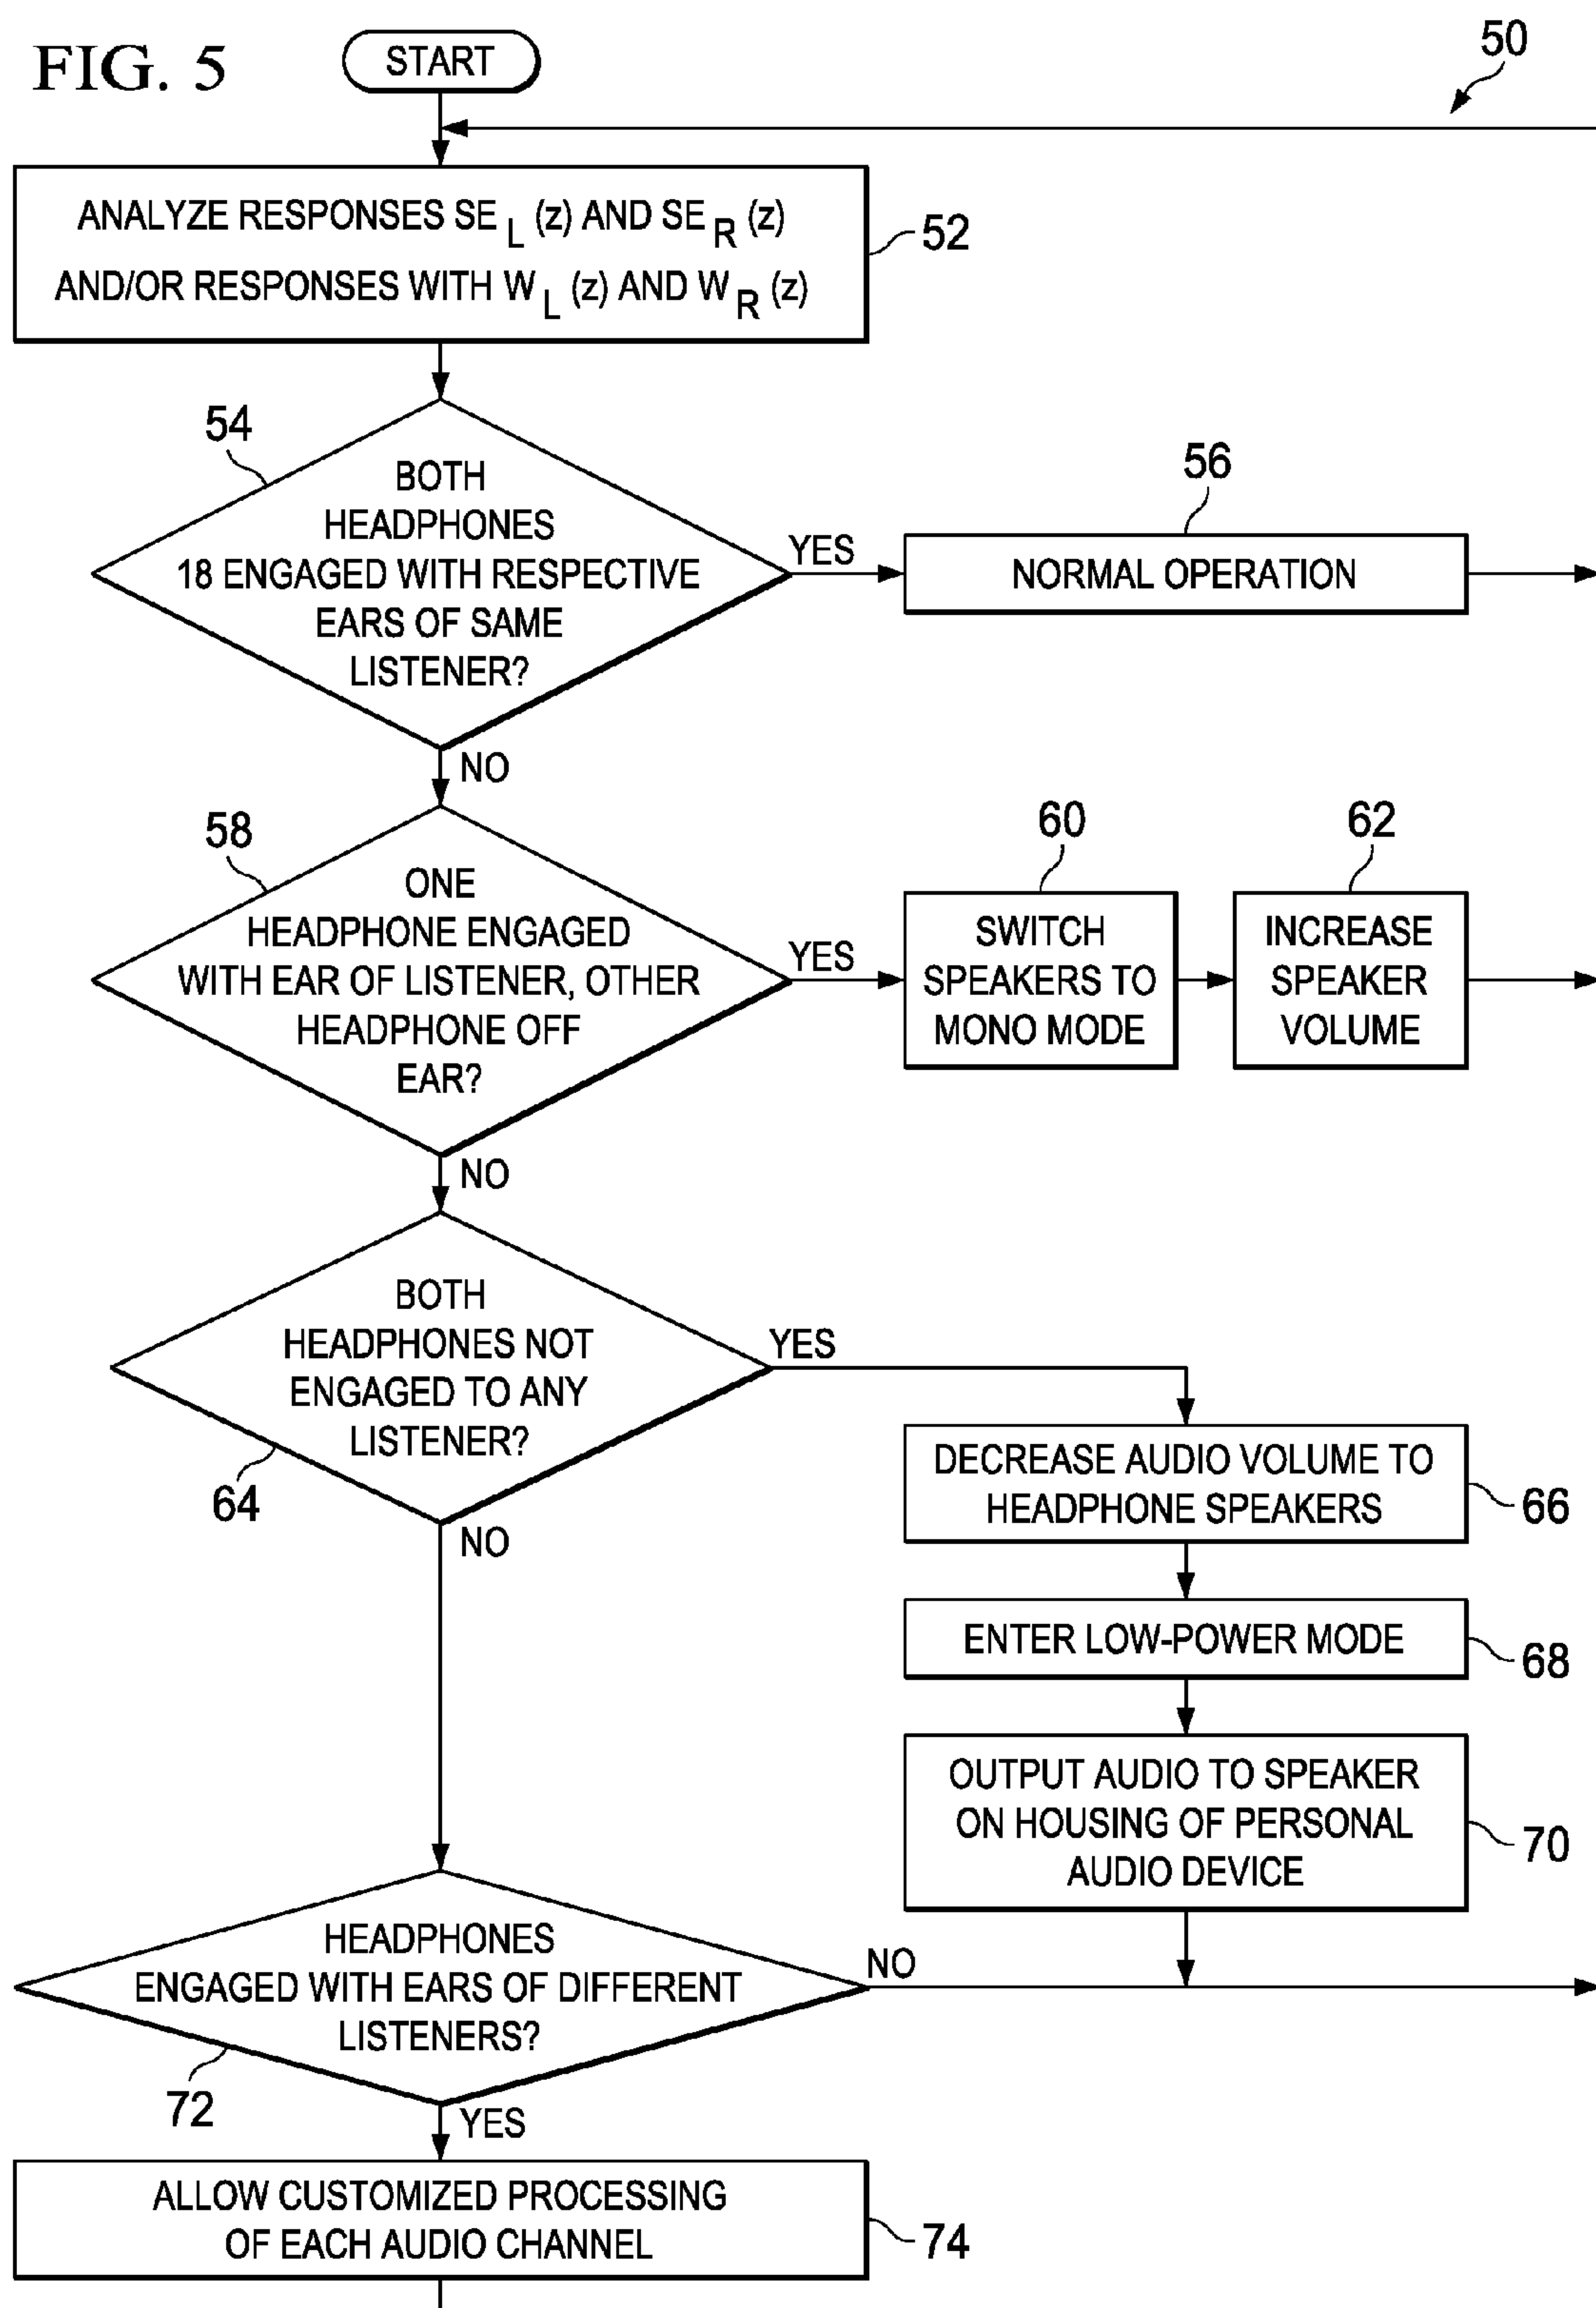 FIG. 5
START
50
ANALYZE RESPONSES SE L (z) AND SE R (z)
AND/OR RESPONSES WITH W L (z) AND W R (z)
52
54
BOTH
HEADPHONES
18 ENGAGED WITH RESPECTIVE
EARS OF SAME
LISTENER?
YES
56
NORMAL OPERATION
NO
58
ONE
HEADPHONE ENGAGED
WITH EAR OF LISTENER, OTHER
HEADPHONE OFF
EAR?
YES
60
SWITCH
SPEAKERS TO
MONO MODE
62
INCREASE
SPEAKER
VOLUME
NO
BOTH
HEADPHONES NOT
ENGAGED TO ANY
LISTENER?
64
YES
DECREASE AUDIO VOLUME TO
HEADPHONE SPEAKERS
66
NO
ENTER LOW-POWER MODE
68
OUTPUT AUDIO TO SPEAKER
ON HOUSING OF PERSONAL
AUDIO DEVICE
70
HEADPHONES
ENGAGED WITH EARS OF DIFFERENT
LISTENERS?
NO
72
YES
ALLOW CUSTOMIZED PROCESSING
OF EACH AUDIO CHANNEL
74